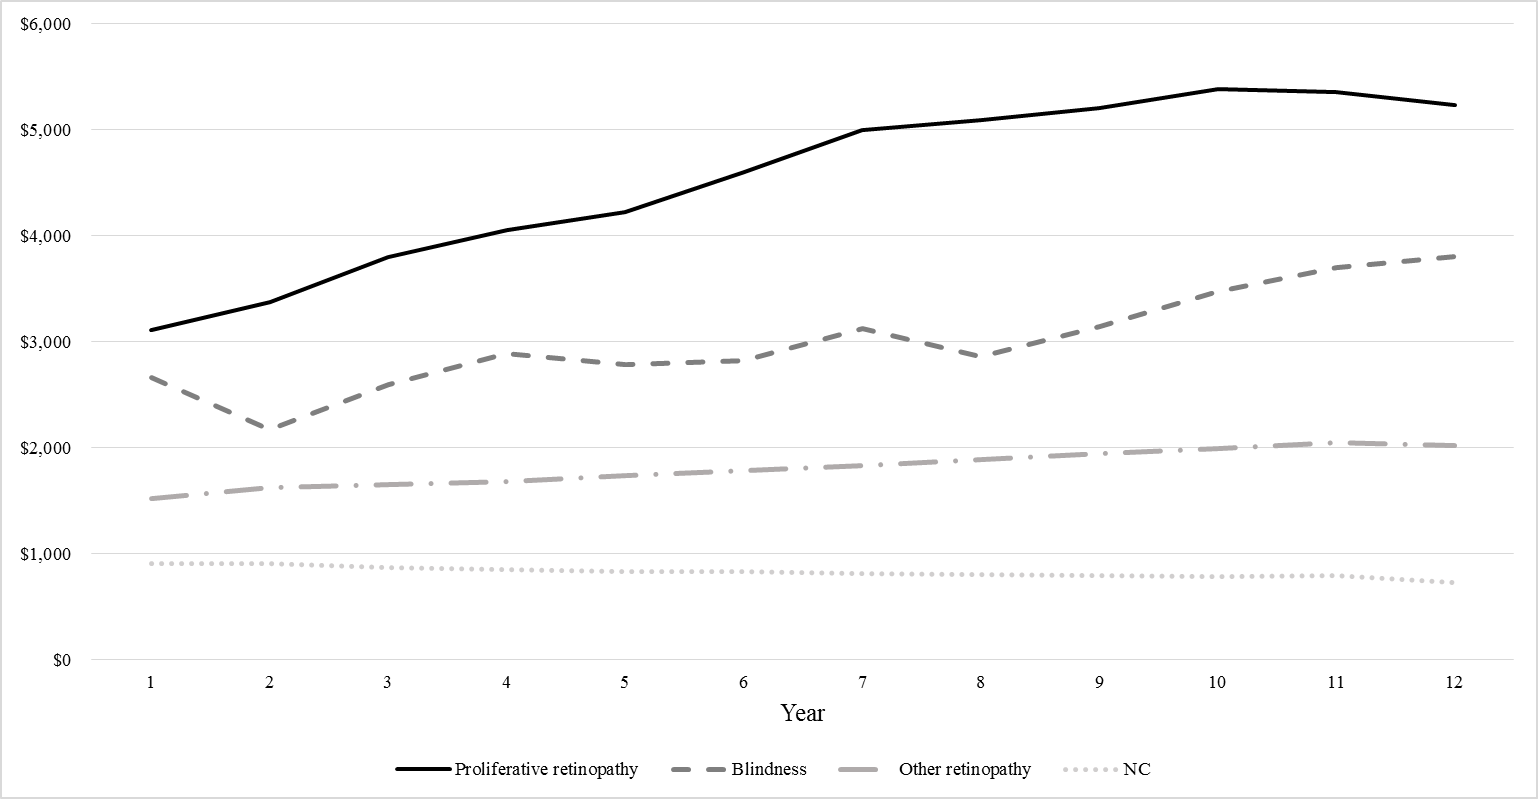 $6,000
$5,000
$4,000
$3,000
$2,000
$1,000
$0
1 2 3 4 5 6 7 8 9 10 11 12
Year
Proliferative retinopathy Blindness Other retinopathy NC